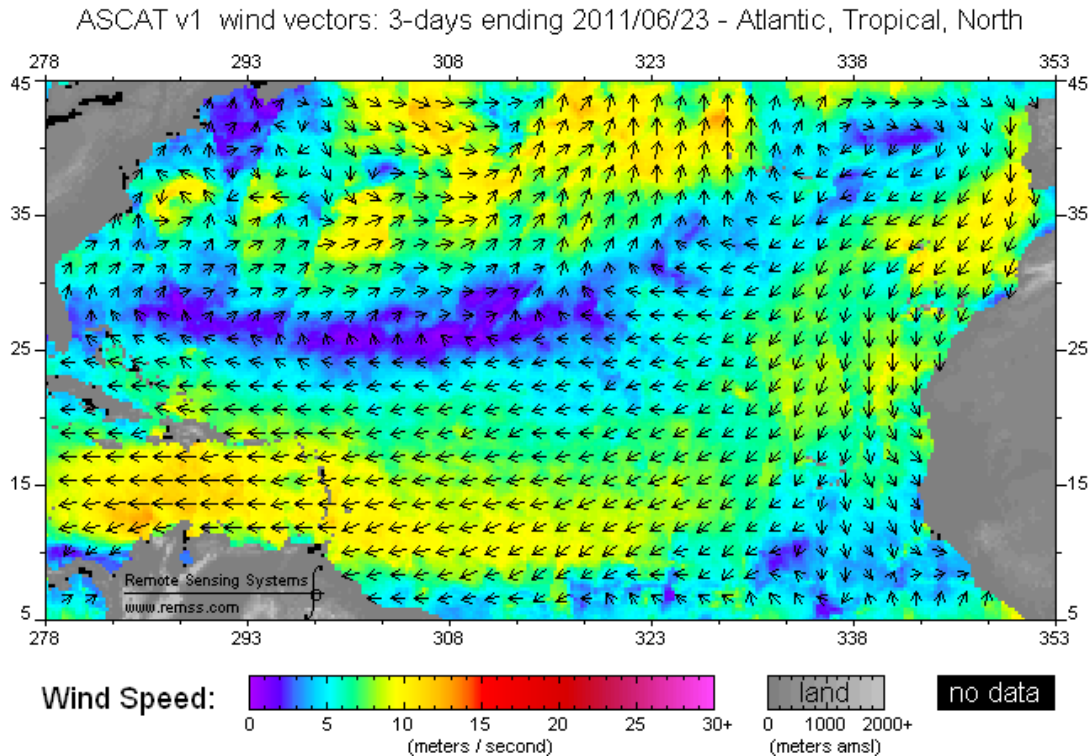 ASCAT v1 wind vectors: 3-days ending 2011/06/23 - Atlantic, Tropical, North
278 293 308 323 338 353
45 45
35 35
25 25
15 15
5 5
Remote Sensing Systems
www.remss.com
278 293 308 323 338 353
Wind Speed: land no data
0 5 10 15 20 25 30+ 0 1000 2000+
(meters / second) (meters amsl)